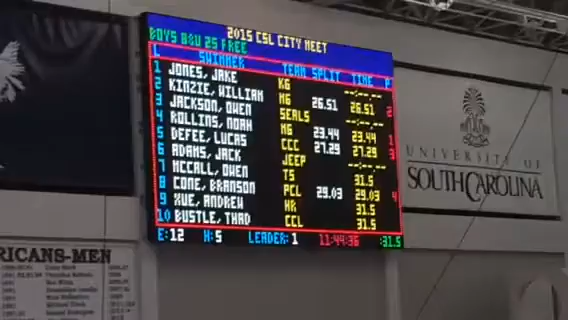 2015 CSL CITY MEET
BOYS 8&U 25 FREE
L SWIMMER TEAM SPLIT TIME P
1 JONES, JAKE KG --:--.--
2 KINZIE, WILLIAM MG 26.51 26.51 2
3 JACKSON, OWEN SEALS --:--.--
4 ROLLINS, NOAH MG 23.44 23.44 1
5 DEFEE, LUCAS CCC 27.29 27.29 3
6 ADAMS, JACK JEEP --:--.--
7 MCCALL, OWEN TS 31.5
8 CONE, BRANSON PCL 29.03 29.03 4
9 XUE, ANDREW HR 31.5
10 BUSTLE, THAD CCL 31.5
E:12 H:5 LEADER:1 11:44:36 :31.5
UNIVERSITY OF
SOUTH CAROLINA
RICANS-MEN